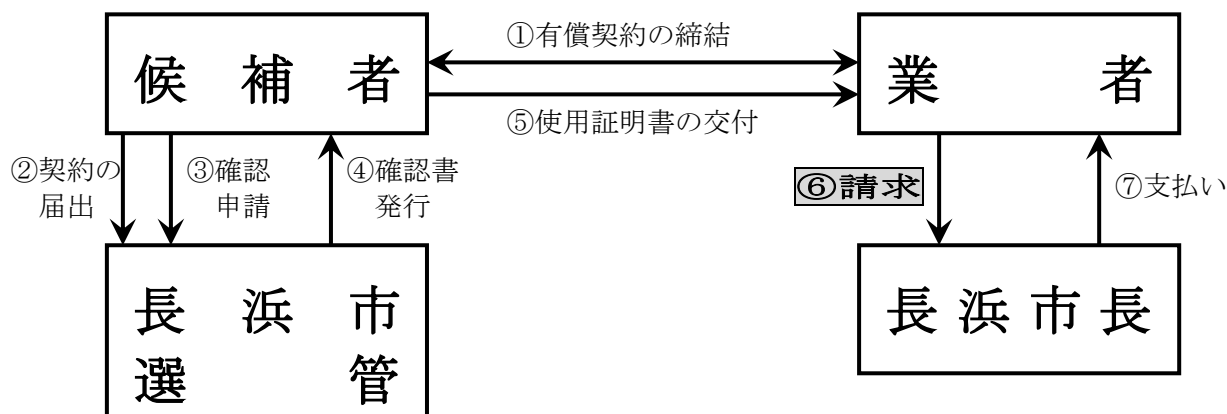 ①有償契約の締結
候補者
業者
⑤使用証明書の交付
②契約の
届出
③確認
申請
④確認書
発行
⑥請求
⑦支払い
長浜市
選管
長浜市長